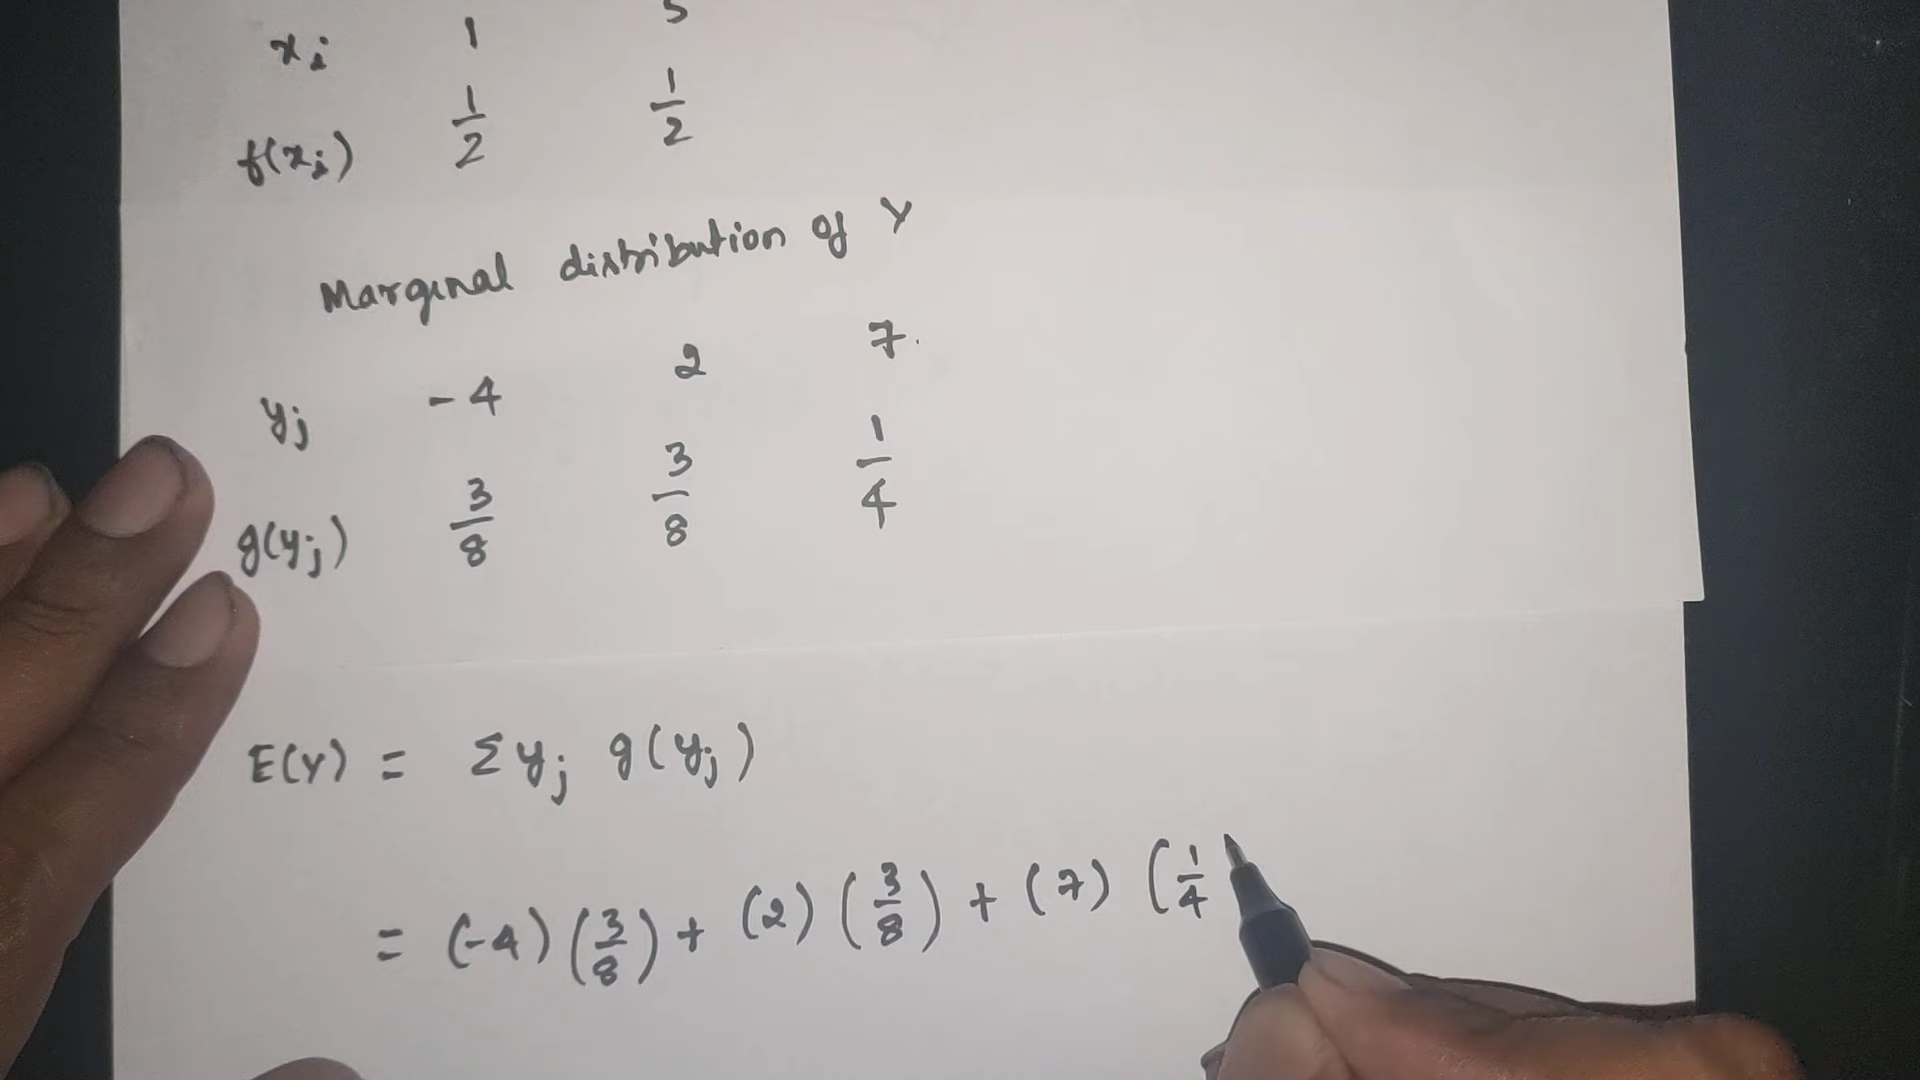 xi 1 5
f(xi) 1/2 1/2
Marginal distribution of Y
yj -4 2 7.
g(yj) 3/8 3/8 1/4
E(Y) = Σ yj g(yj)
= (-4) (3/8) + (2) (3/8) + (7) (1/4